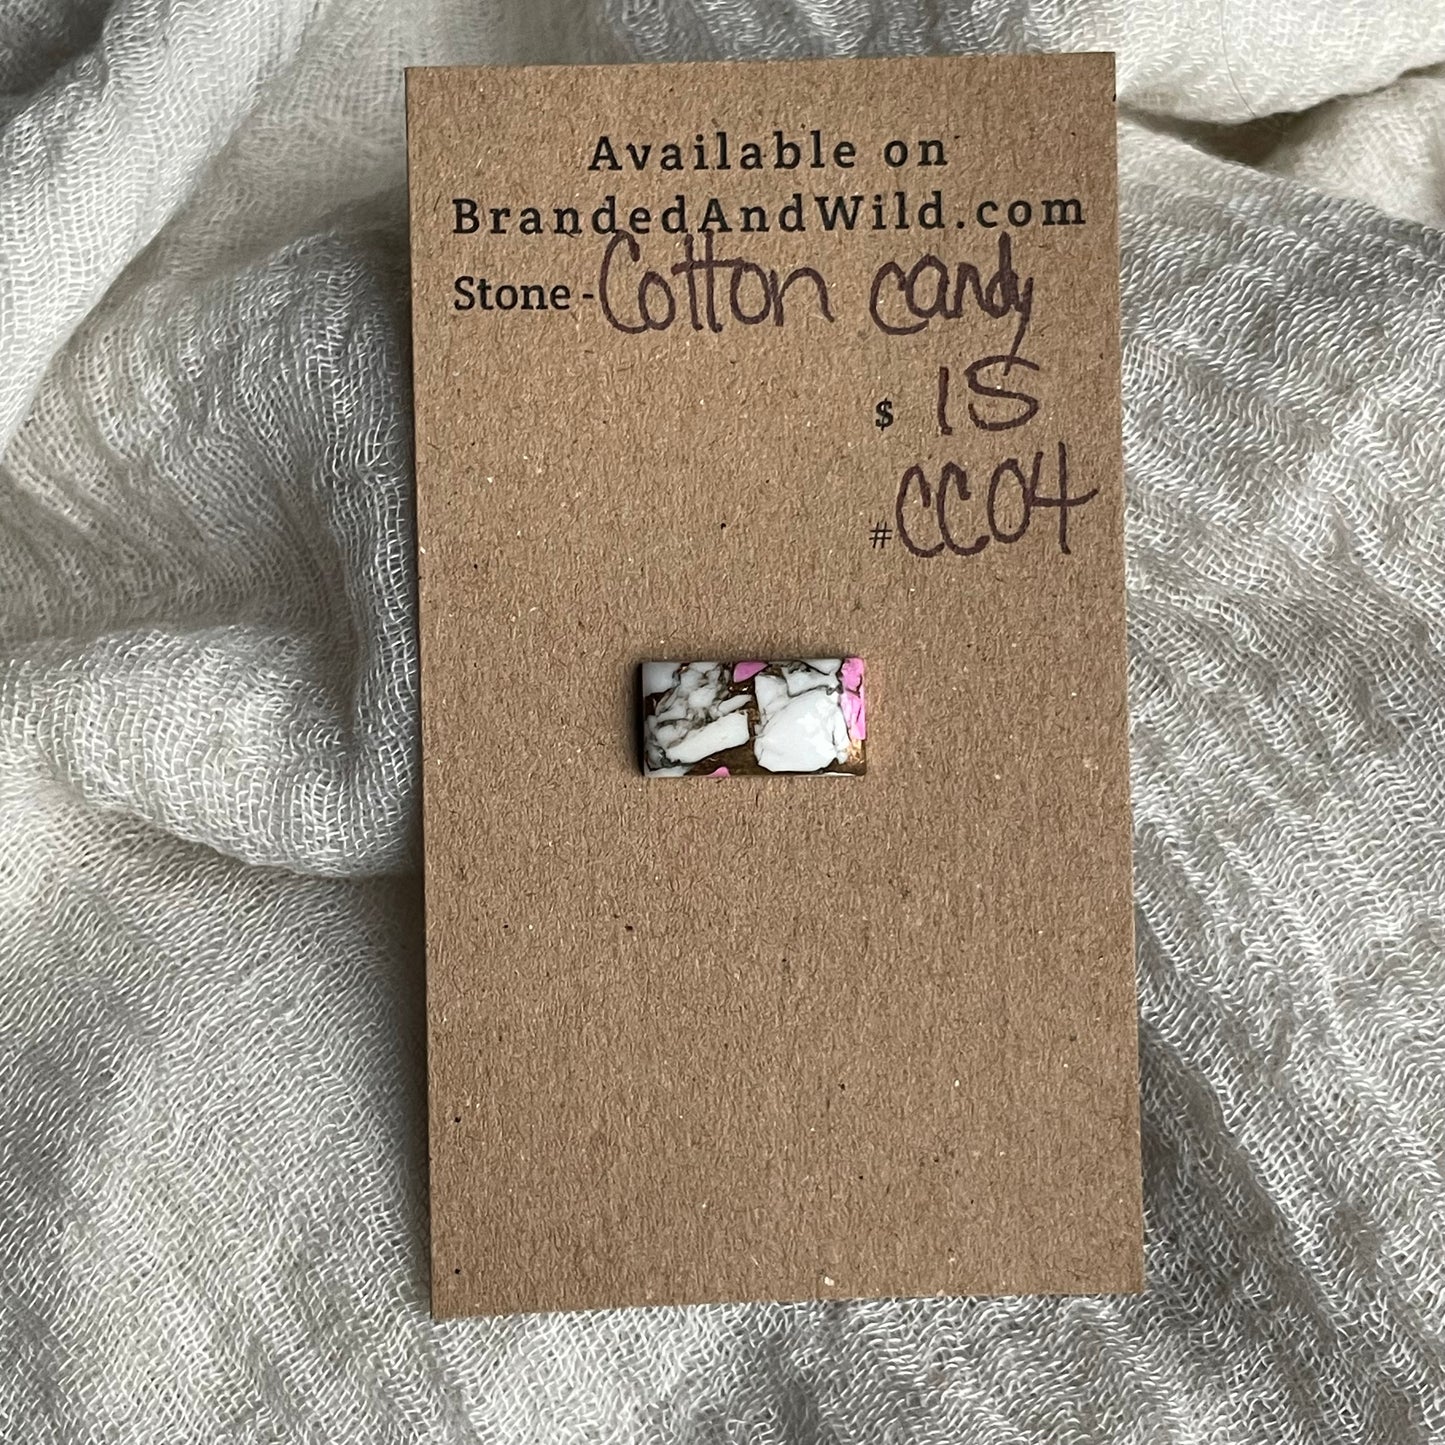 Available on
BrandedAndWild.com
Stone - Cotton candy
$ 15
# CC04